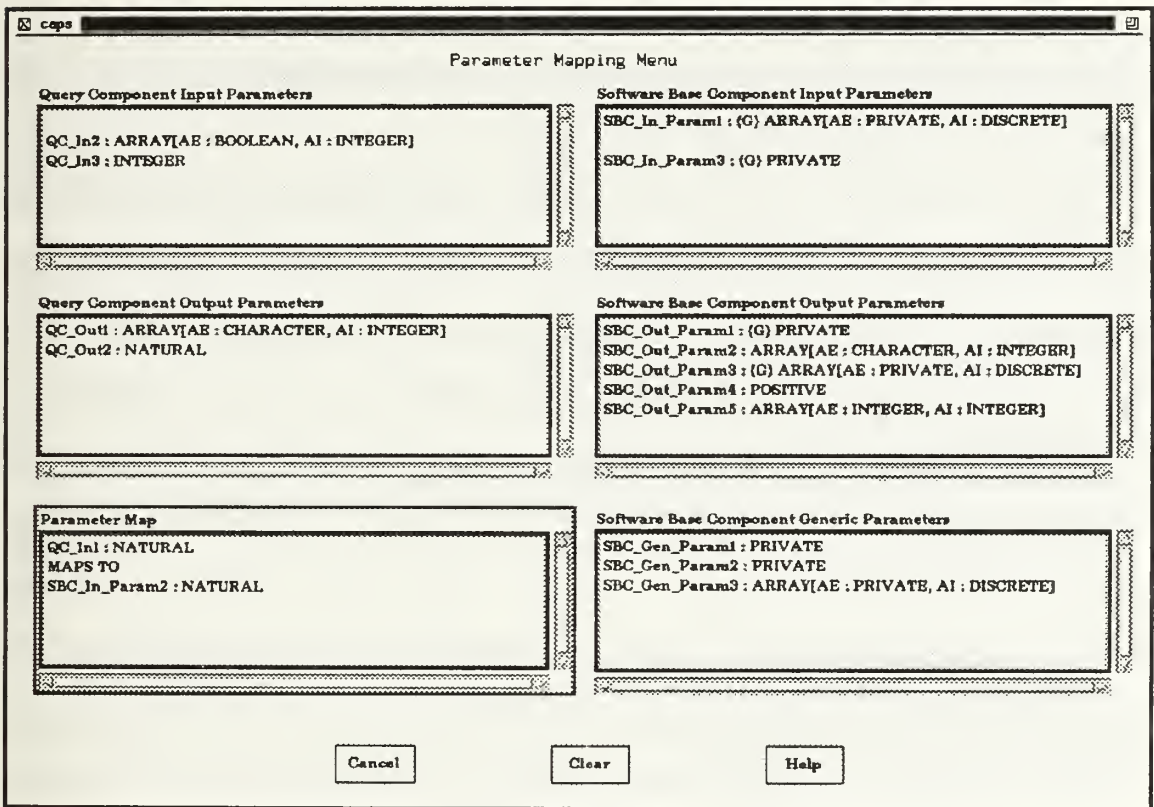 caps
Parameter Mapping Menu
Query Component Input Parameters
QC_In2 : ARRAY[AE : BOOLEAN, AI : INTEGER]
QC_In3 : INTEGER
Software Base Component Input Parameters
SBC_In_Param1 : (G) ARRAY[AE : PRIVATE, AI : DISCRETE]
SBC_In_Param3 : (G) PRIVATE
Query Component Output Parameters
QC_Out1 : ARRAY[AE : CHARACTER, AI : INTEGER]
QC_Out2 : NATURAL
Software Base Component Output Parameters
SBC_Out_Param1 : (G) PRIVATE
SBC_Out_Param2 : ARRAY[AE : CHARACTER, AI : INTEGER]
SBC_Out_Param3 : (G) ARRAY[AE : PRIVATE, AI : DISCRETE]
SBC_Out_Param4 : POSITIVE
SBC_Out_Param5 : ARRAY[AE : INTEGER, AI : INTEGER]
Parameter Map
QC_In1 : NATURAL
MAPS TO
SBC_In_Param2 : NATURAL
Software Base Component Generic Parameters
SBC_Gen_Param1 : PRIVATE
SBC_Gen_Param2 : PRIVATE
SBC_Gen_Param3 : ARRAY[AE : PRIVATE, AI : DISCRETE]
Cancel
Clear
Help